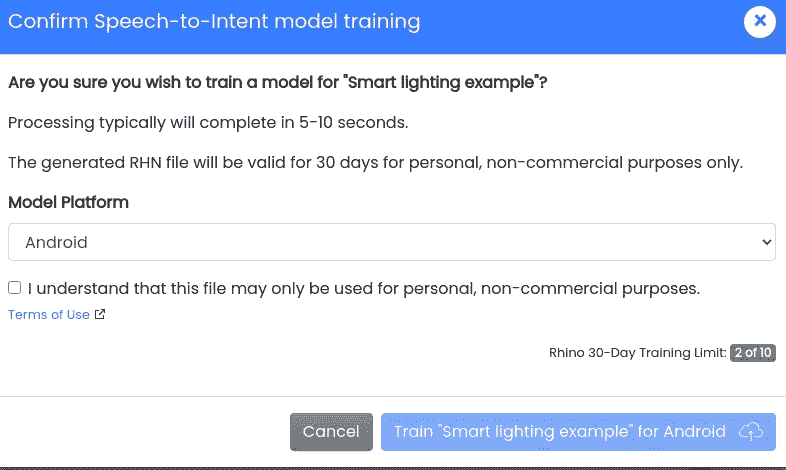 Confirm Speech-to-Intent model training
Are you sure you wish to train a model for "Smart lighting example"?
Processing typically will complete in 5-10 seconds.
The generated RHN file will be valid for 30 days for personal, non-commercial purposes only.
Model Platform
Android
I understand that this file may only be used for personal, non-commercial purposes.
Terms of Use
Rhino 30-Day Training Limit: 2 of 10
Cancel
Train "Smart lighting example" for Android